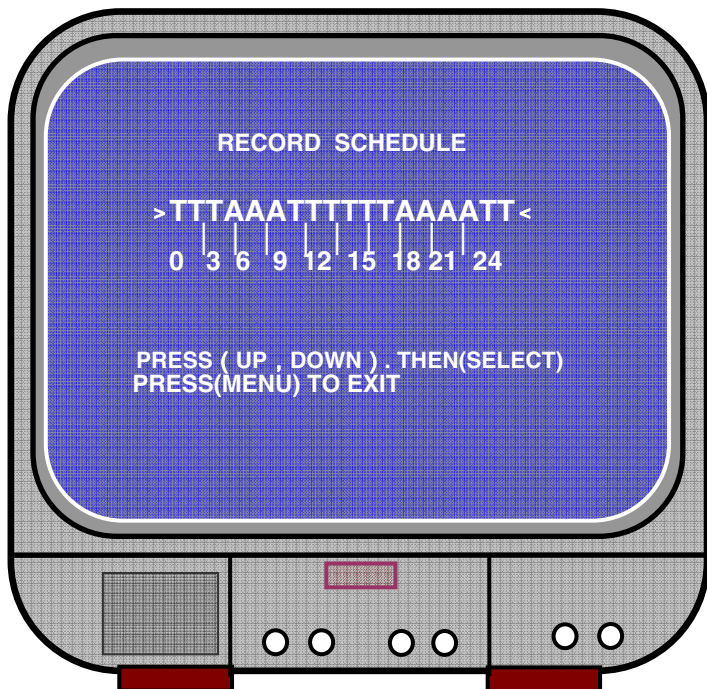 RECORD SCHEDULE
>TTTAAATTTTTTAAAATT<
0 3 6 9 12 15 18 21 24
PRESS ( UP , DOWN ) . THEN(SELECT)
PRESS(MENU) TO EXIT